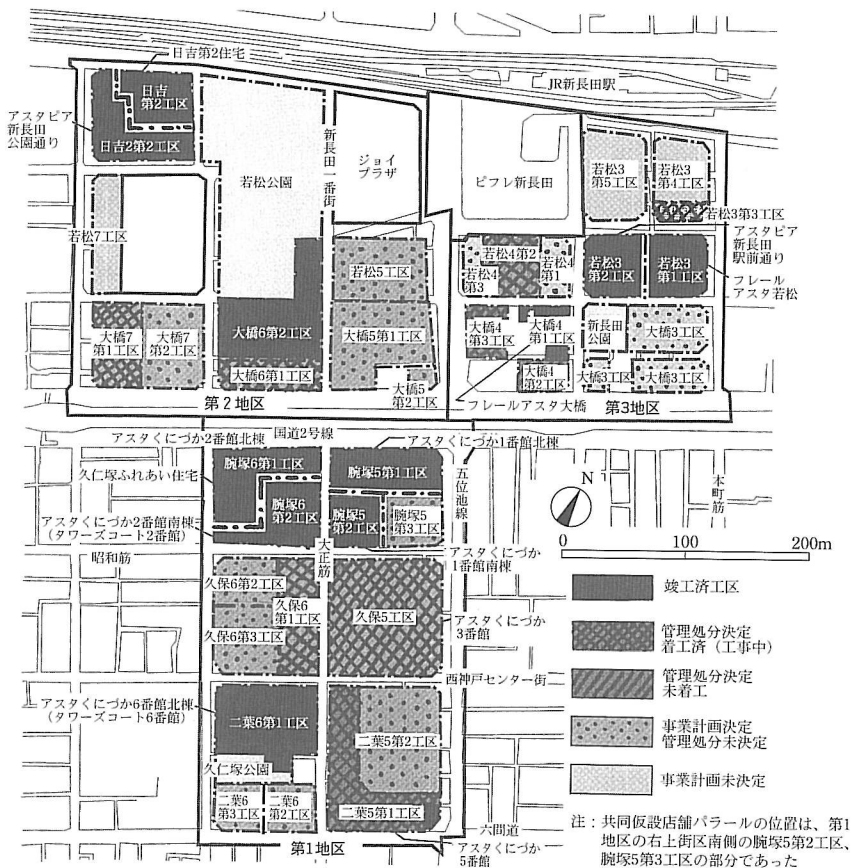 日吉第2住宅
JR新長田駅
日吉
第2工区
アスタピア
新長田
公園通り
日吉2第2工区
若松公園
新長田一番街
ジョイ
プラザ
ピフレ新長田
若松3
第5工区
若松3
第4工区
若松3第3工区
アスタピア
新長田
駅前通り
若松7工区
若松5工区
若松4第2
若松4
第3
若松4
第1
若松3
第2工区
若松3
第1工区
フレール
アスタ若松
大橋7
第1工区
大橋7
第2工区
大橋6第2工区
大橋6第1工区
大橋5第1工区
大橋5
第2工区
大橋4
第3工区
大橋4
第1工区
大橋4
第2工区
新長田
公園
大橋3工区
大橋3工区
大橋3工区
第2地区
フレールアスタ大橋
第3地区
国道2号線
アスタくにづか2番館北棟
アスタくにづか1番館北棟
久仁塚ふれあい住宅
腕塚6第1工区
腕塚5第1工区
腕塚6
第2工区
腕塚5
第2工区
腕塚5
第3工区
五位池線
本町筋
N
0
100
200m
アスタくにづか2番館南棟
(タワーズコート2番館)
昭和筋
大正筋
アスタくにづか
1番館南棟
久保6第2工区
久保6
第1工区
久保6第3工区
久保5工区
アスタくにづか
3番館
西神戸センター街
アスタくにづか6番館北棟
(タワーズコート6番館)
二葉6第1工区
二葉5第2工区
久仁塚公園
二葉6
第3工区
二葉6
第2工区
二葉5第1工区
六間道
第1地区
アスタくにづか
5番館
竣工済工区
管理処分決定
着工済(工事中)
管理処分決定
未着工
事業計画決定
管理処分未決定
事業計画未決定
注:共同仮設店舗パラールの位置は、第1
地区の右上街区南側の腕塚5第2工区、
腕塚5第3工区の部分であった